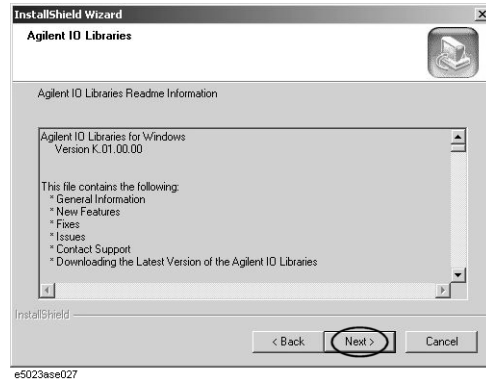 InstallShield Wizard
Agilent IO Libraries
Agilent IO Libraries Readme Information
Agilent IO Libraries for Windows
Version K.01.00.00
This file contains the following:
* General Information
* New Features
* Fixes
* Issues
* Contact Support
* Downloading the Latest Version of the Agilent IO Libraries
InstallShield
< Back Next > Cancel
e5023ase027